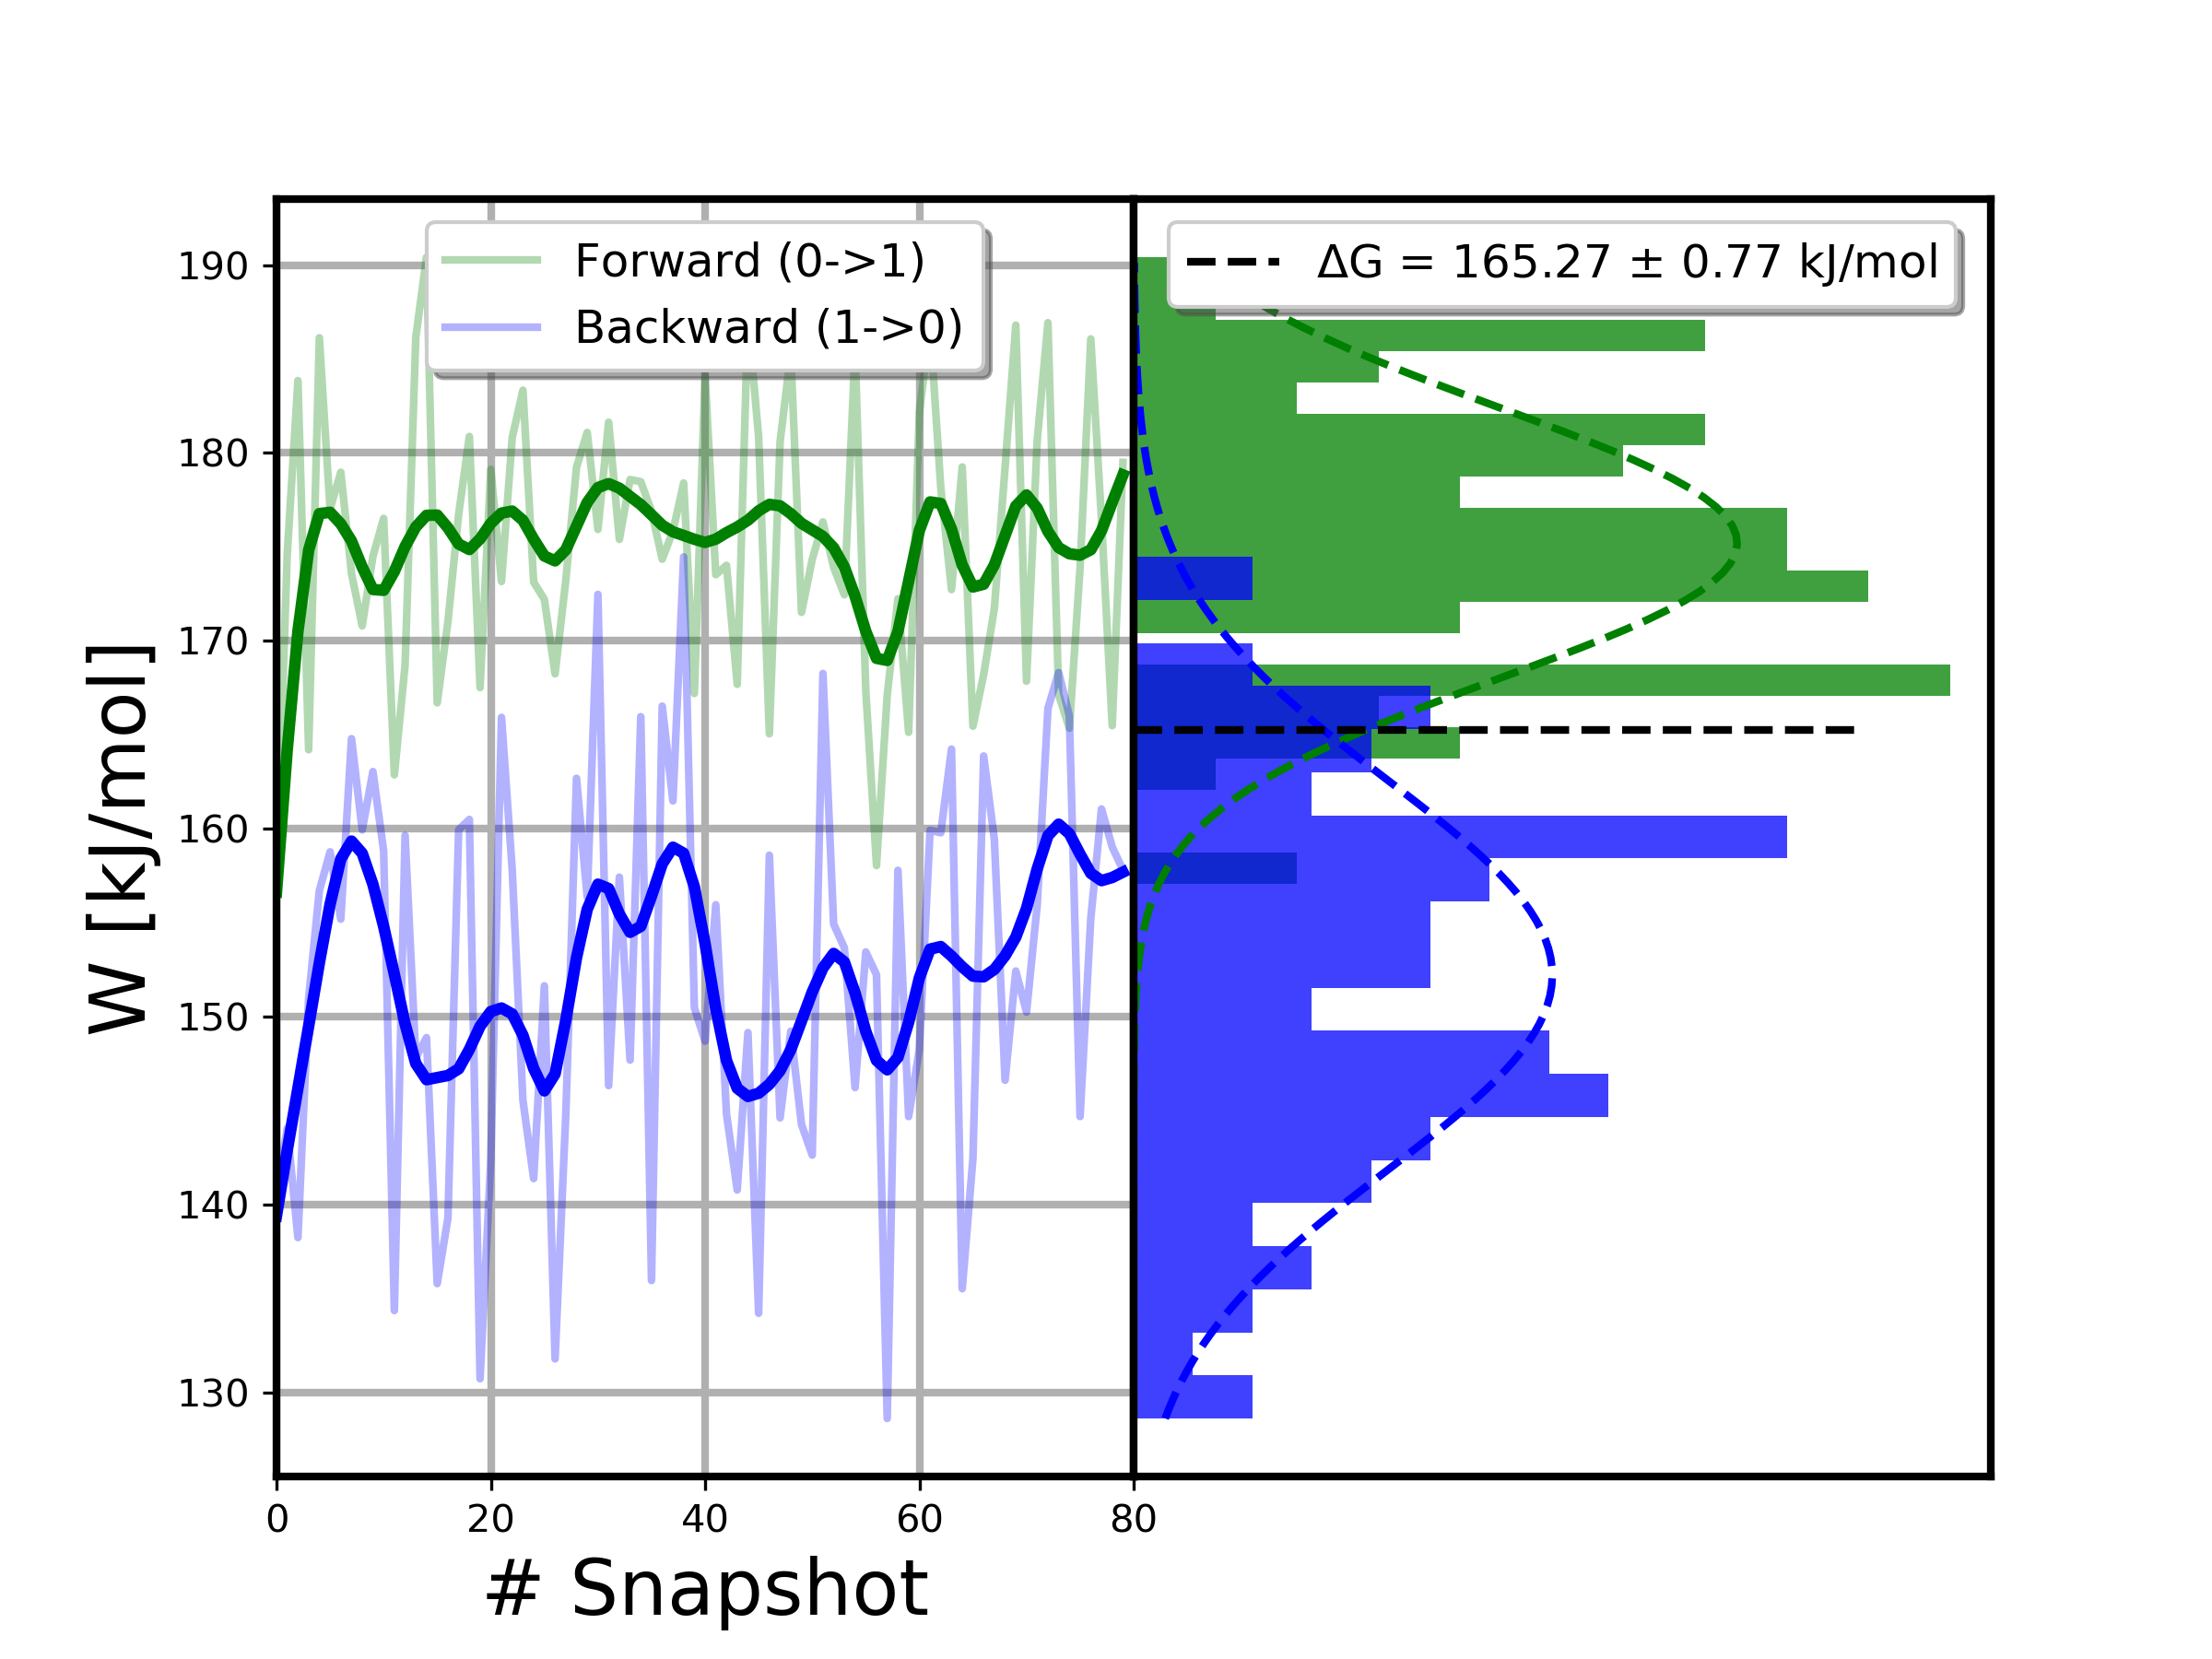 Forward (0->1)
Backward (1->0)
ΔG = 165.27 ± 0.77 kJ/mol
W [kJ/mol]
190
180
170
160
150
140
130
0 20 40 60 80
# Snapshot